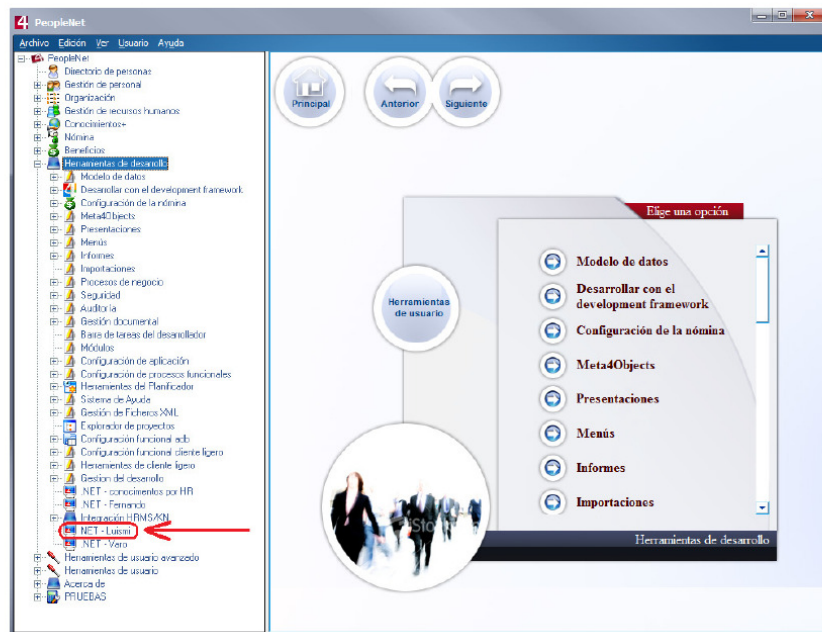 4 PeopleNet
Archivo Edición Ver Usuario Ayuda
PeopleNet
Directorio de personas
Gestión de personal
Organización
Gestión de recursos humanos
Conocimientos+
Nómina
Beneficios
Herramientas de desarrollo
Modelo de datos
Desarrollar con el development framework
Configuración de la nómina
Meta4Objects
Presentaciones
Menús
Informes
Importaciones
Procesos de negocio
Seguridad
Auditoría
Gestión documental
Barra de tareas del desarrollador
Módulos
Configuración de aplicación
Configuración de procesos funcionales
Herramientas del Planificador
Sistema de Ayuda
Gestión de Ficheros XML
Explorador de proyectos
Configuración funcional adb
Configuración funcional cliente ligero
Herramientas de cliente ligero
Gestion del desarrollo
.NET - conocimientos por HR
.NET - Fernando
Integración HRMS/KN
.NET - Luismi
.NET - Varo
Herramientas de usuario avanzado
Herramientas de usuario
Acerca de
PRUEBAS
Principal
Anterior
Siguiente
Elige una opción
Herramientas
de usuario
Modelo de datos
Desarrollar con el
development framework
Configuración de la nómina
Meta4Objects
Presentaciones
Menús
Informes
Importaciones
iSto
Herramientas de desarrollo